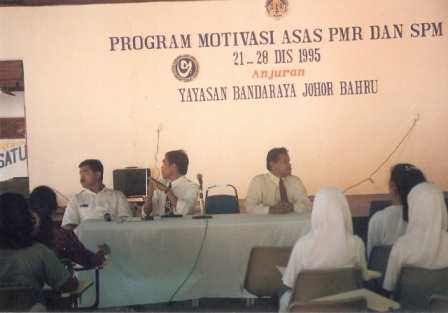 PROGRAM MOTIVASI ASAS PMR DAN SPM
21-28 DIS 1995
Anjuran
YAYASAN BANDARAYA JOHOR BAHRU
SATU